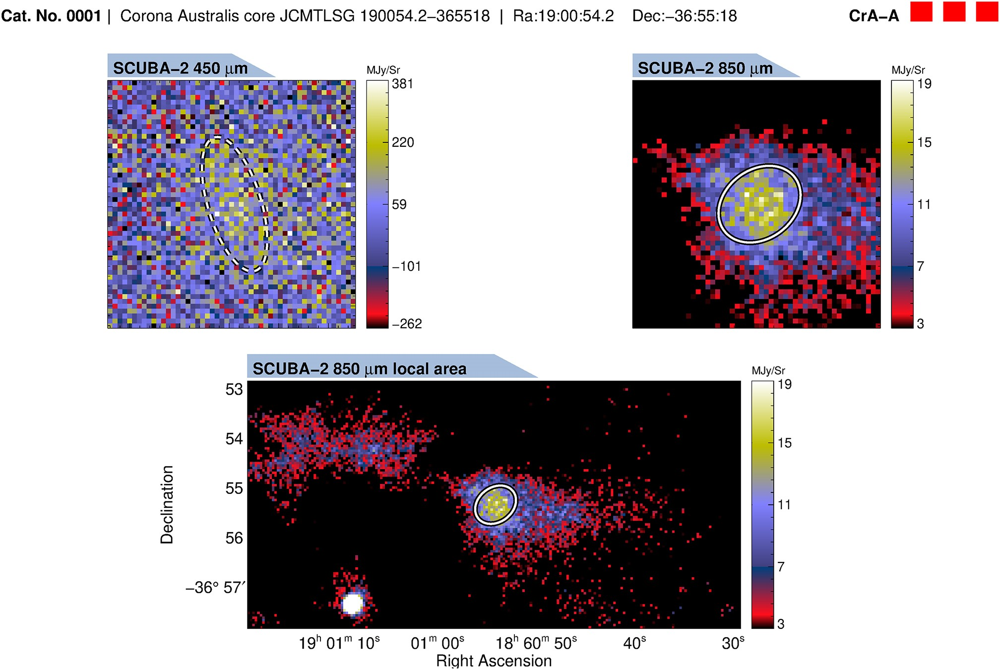 Cat. No. 0001 | Corona Australis core JCMTLSG 190054.2−365518 | Ra:19:00:54.2 Dec:−36:55:18 CrA−A
SCUBA−2 450 μm
MJy/Sr
381
220
59
−101
−262
SCUBA−2 850 μm
MJy/Sr
19
15
11
7
3
SCUBA−2 850 μm local area
MJy/Sr
19
15
11
7
3
53
54
55
56
−36° 57′
Declination
19h 01m 10s 01m 00s 18h 60m 50s 40s 30s
Right Ascension